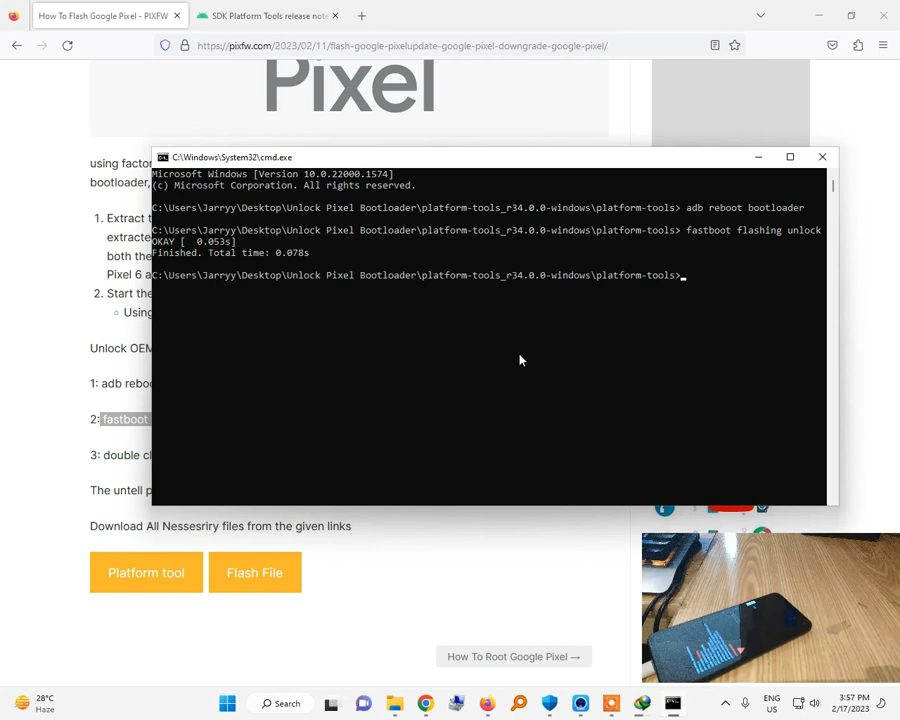 How To Flash Google Pixel - PIXFW
SDK Platform Tools release note
https://pixfw.com/2023/02/11/flash-google-pixelupdate-google-pixel-downgrade-google-pixel/
Pixel
using factor
bootloader,
1. Extract t
extracte
both the
Pixel 6 a
2. Start the
Using
Unlock OEM
1: adb reboo
2: fastboot
3: double cl
The untell p
Download All Nessesriry files from the given links
Platform tool
Flash File
How To Root Google Pixel →
C:\Windows\System32\cmd.exe
Microsoft Windows [Version 10.0.22000.1574]
(c) Microsoft Corporation. All rights reserved.
C:\Users\Jarryy\Desktop\Unlock Pixel Bootloader\platform-tools_r34.0.0-windows\platform-tools> adb reboot bootloader
C:\Users\Jarryy\Desktop\Unlock Pixel Bootloader\platform-tools_r34.0.0-windows\platform-tools> fastboot flashing unlock
OKAY [  0.053s]
Finished. Total time: 0.078s
C:\Users\Jarryy\Desktop\Unlock Pixel Bootloader\platform-tools_r34.0.0-windows\platform-tools>
28°C
Haze
Search
ENG
US
3:57 PM
2/17/2023